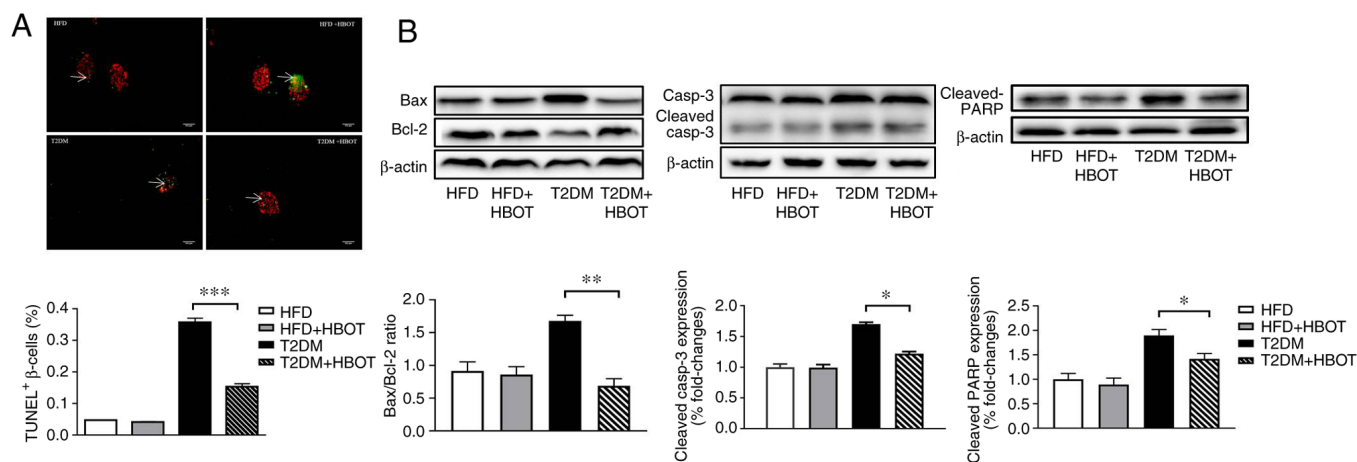 A
B
HFD
HFD +HBOT
T2DM
T2DM +HBOT
Bax
Bcl-2
β-actin
HFD
HFD+
HBOT
T2DM
T2DM+
HBOT
Casp-3
Cleaved
casp-3
β-actin
HFD
HFD+
HBOT
T2DM
T2DM+
HBOT
Cleaved-
PARP
β-actin
HFD
HFD+
HBOT
T2DM
T2DM+
HBOT
TUNEL+ β-cells (%)
0.4
0.3
0.2
0.1
0.0
***
HFD
HFD+HBOT
T2DM
T2DM+HBOT
Bax/Bcl-2 ratio
2.0
1.5
1.0
0.5
0.0
**
Cleaved casp-3 expression
(% fold-changes)
2.0
1.5
1.0
0.5
0.0
*
Cleaved PARP expression
(% fold-changes)
2.5
2.0
1.5
1.0
0.5
0.0
*
HFD
HFD+HBOT
T2DM
T2DM+HBOT